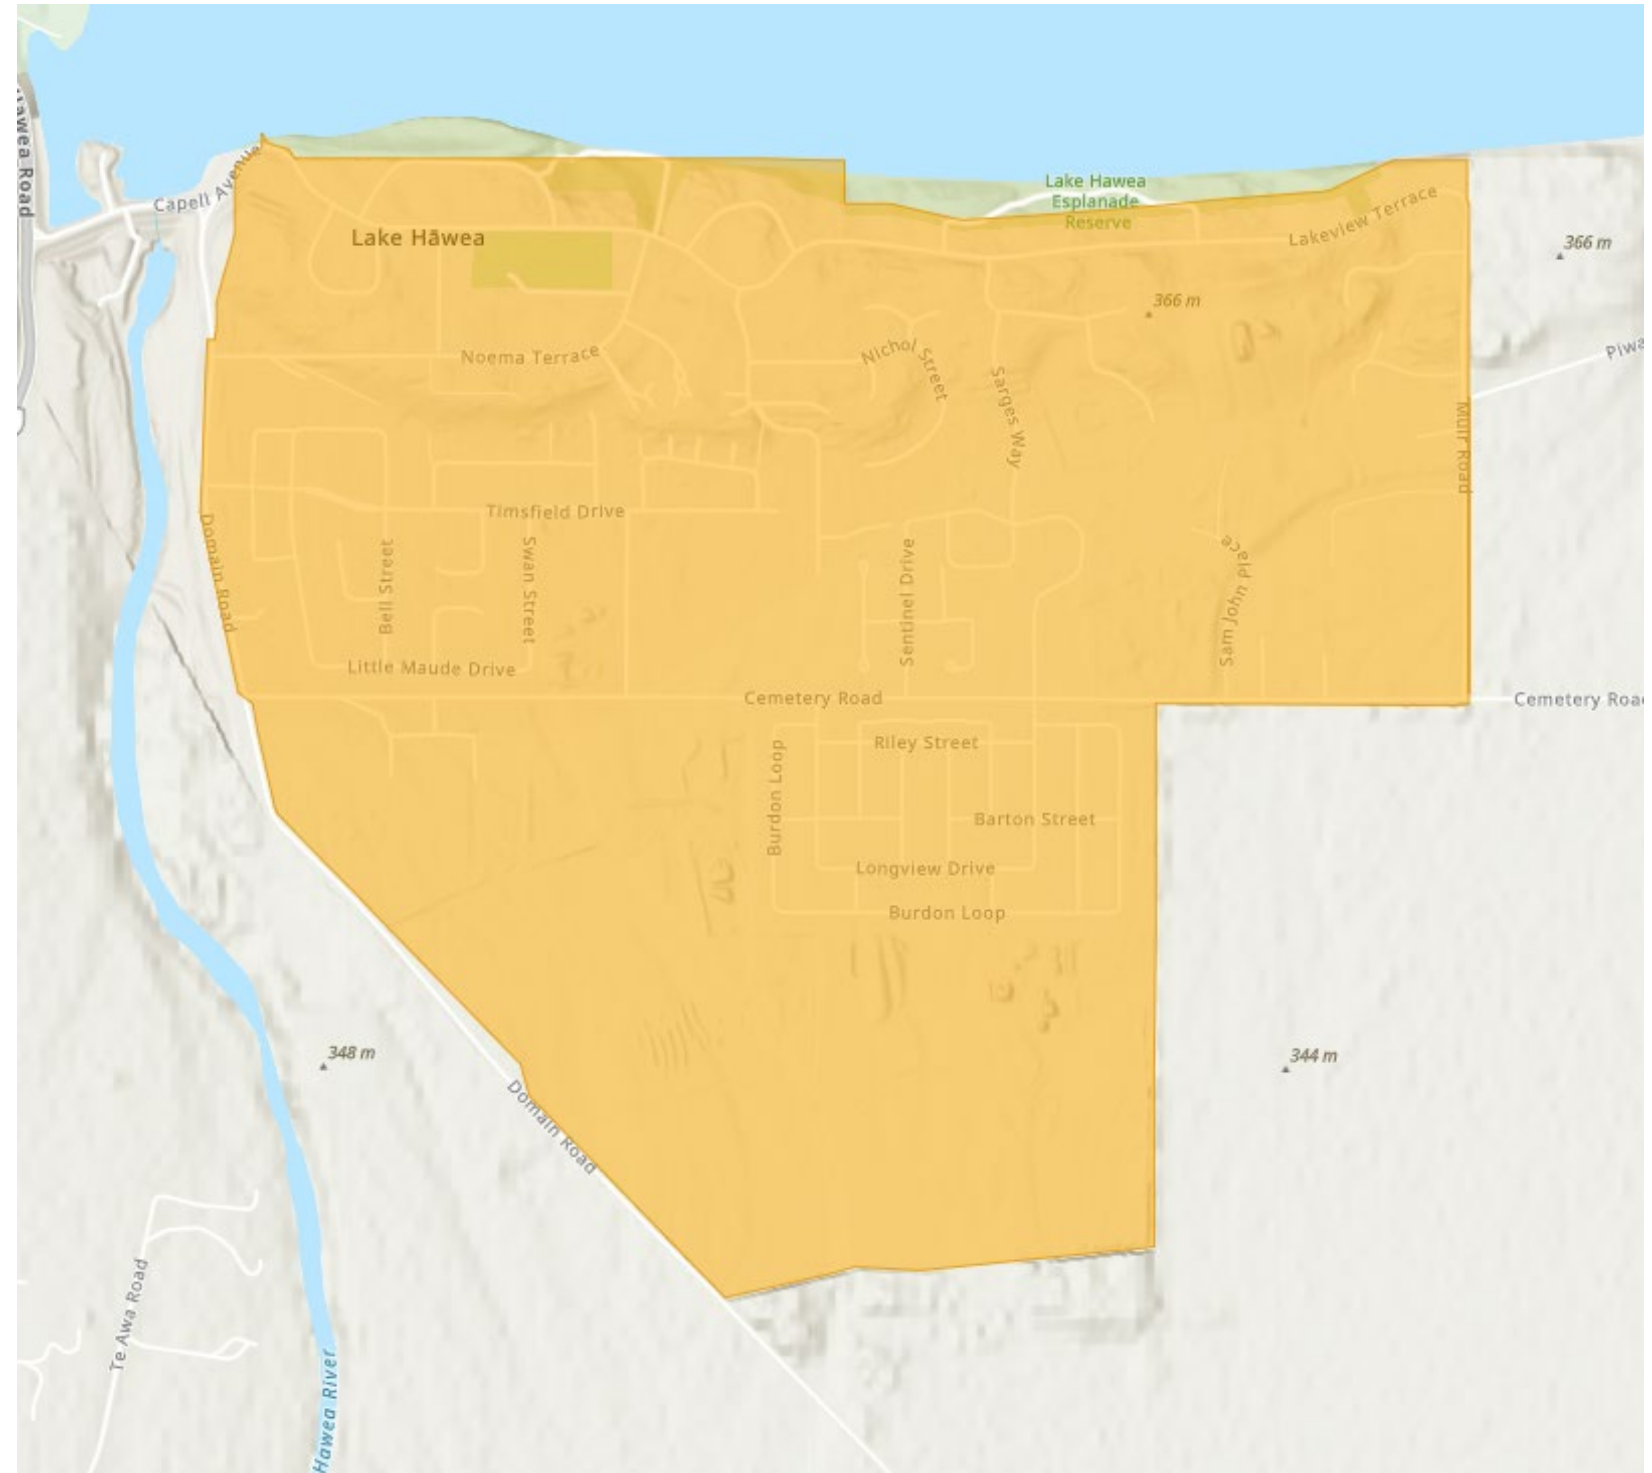 Hawea Road
Capell Avenue
Lake Hawea
Esplanade
Reserve
Lakeview Terrace
Lake Hāwea
366 m
366 m
Noema Terrace
Nichol Street
Sarges Way
Muir Road
Piwa
Timsfield Drive
Domain Road
Bell Street
Swan Street
Sentinel Drive
Sam John Place
Little Maude Drive
Cemetery Road
Cemetery Roa
Riley Street
Burdon Loop
Barton Street
Longview Drive
Burdon Loop
348 m
344 m
Domain Road
Te Awa Road
Hawea River